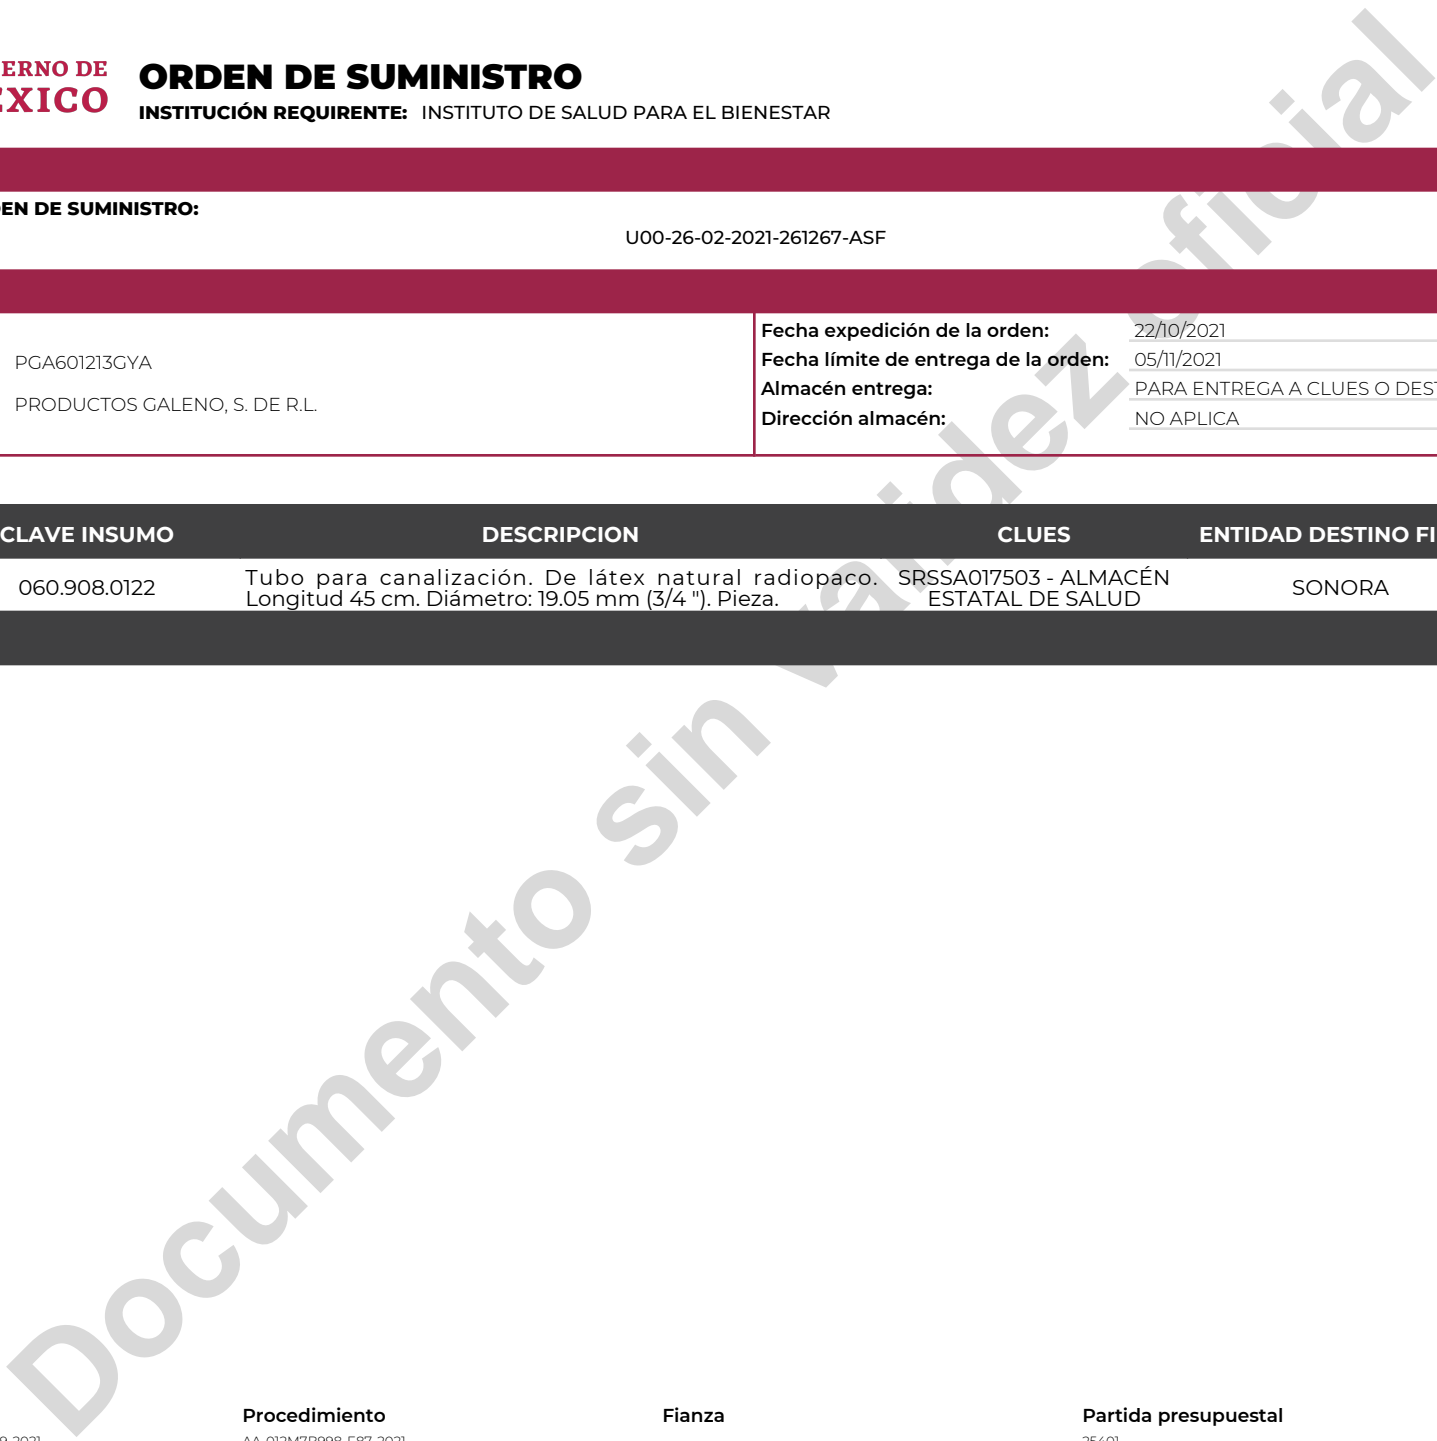 ERNO DE
ORDEN DE SUMINISTRO
INSTITUCIÓN REQUIRENTE: INSTITUTO DE SALUD PARA EL BIENESTAR
EN DE SUMINISTRO:
U00-26-02-2021-261267-ASF
PGA601213GYA
PRODUCTOS GALENO, S. DE R.L.
Fecha expedición de la orden: 22/10/2021
Fecha límite de entrega de la orden: 05/11/2021
Almacén entrega: PARA ENTREGA A CLUES O DEST
Dirección almacén: NO APLICA
CLAVE INSUMO DESCRIPCION CLUES ENTIDAD DESTINO FI
060.908.0122 Tubo para canalización. De látex natural radiopaco. SRSSA017503 - ALMACÉN SONORA
Longitud 45 cm. Diámetro: 19.05 mm (3/4 "). Pieza. ESTATAL DE SALUD
Documento sin validez oficial
Procedimiento Fianza Partida presupuestal